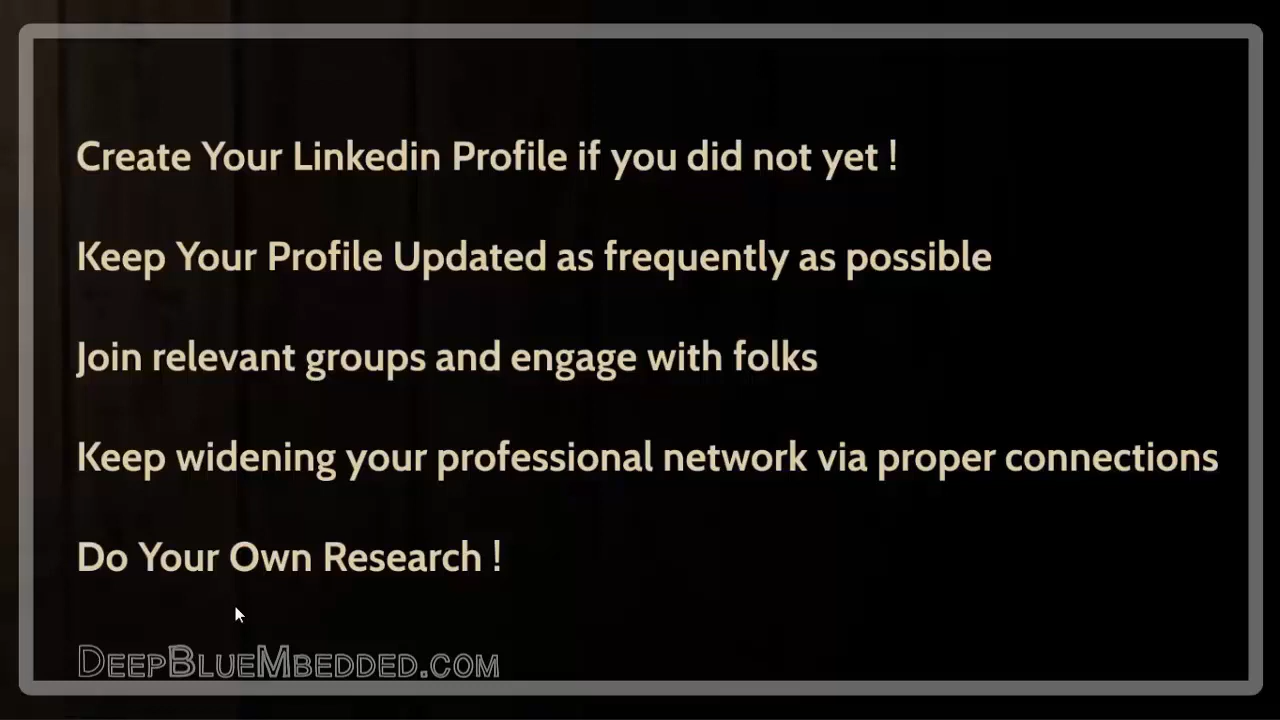 Create Your Linkedin Profile if you did not yet !
Keep Your Profile Updated as frequently as possible
Join relevant groups and engage with folks
Keep widening your professional network via proper connections
Do Your Own Research !
DeepBlueMbedded.com